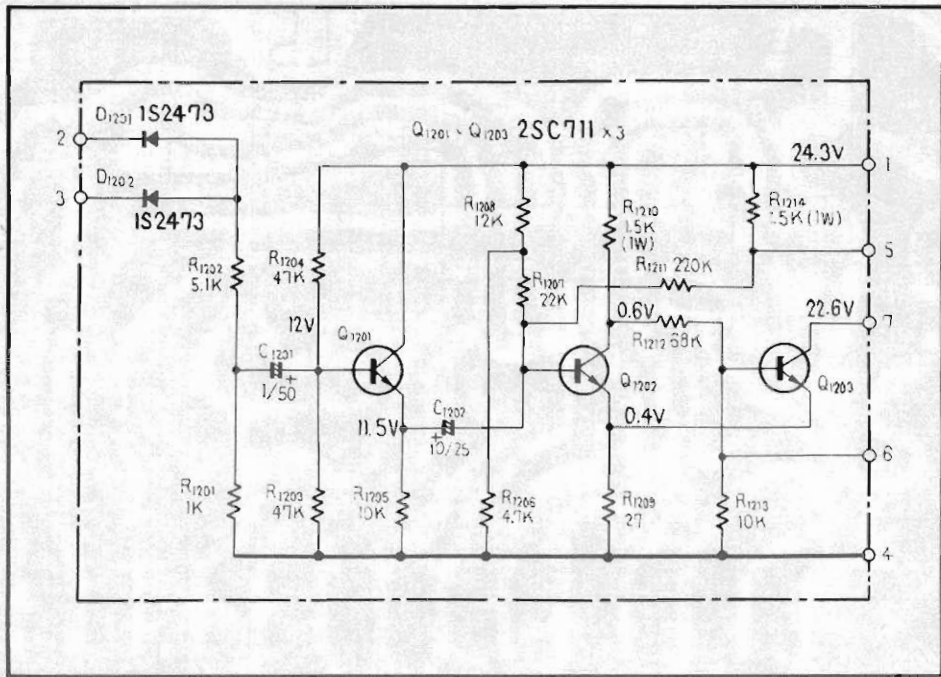 D1201 1S2473
2
Q1201 ~ Q1203 2SC711 x 3
24.3V
1
3
D1202
1S2473
R1208
12K
R1210
1.5K
(1W)
R1214
1.5K (1W)
5
R1202
5.1K
R1204
47K
R1207
22K
R1211 220K
12V
Q1201
0.6V
22.6V
7
R1212 68K
C1201
1/50
+
Q1202
Q1203
11.5V
C1202
+
10/25
0.4V
6
R1201
1K
R1203
47K
R1205
10K
R1206
4.7K
R1209
27
R1213
10K
4